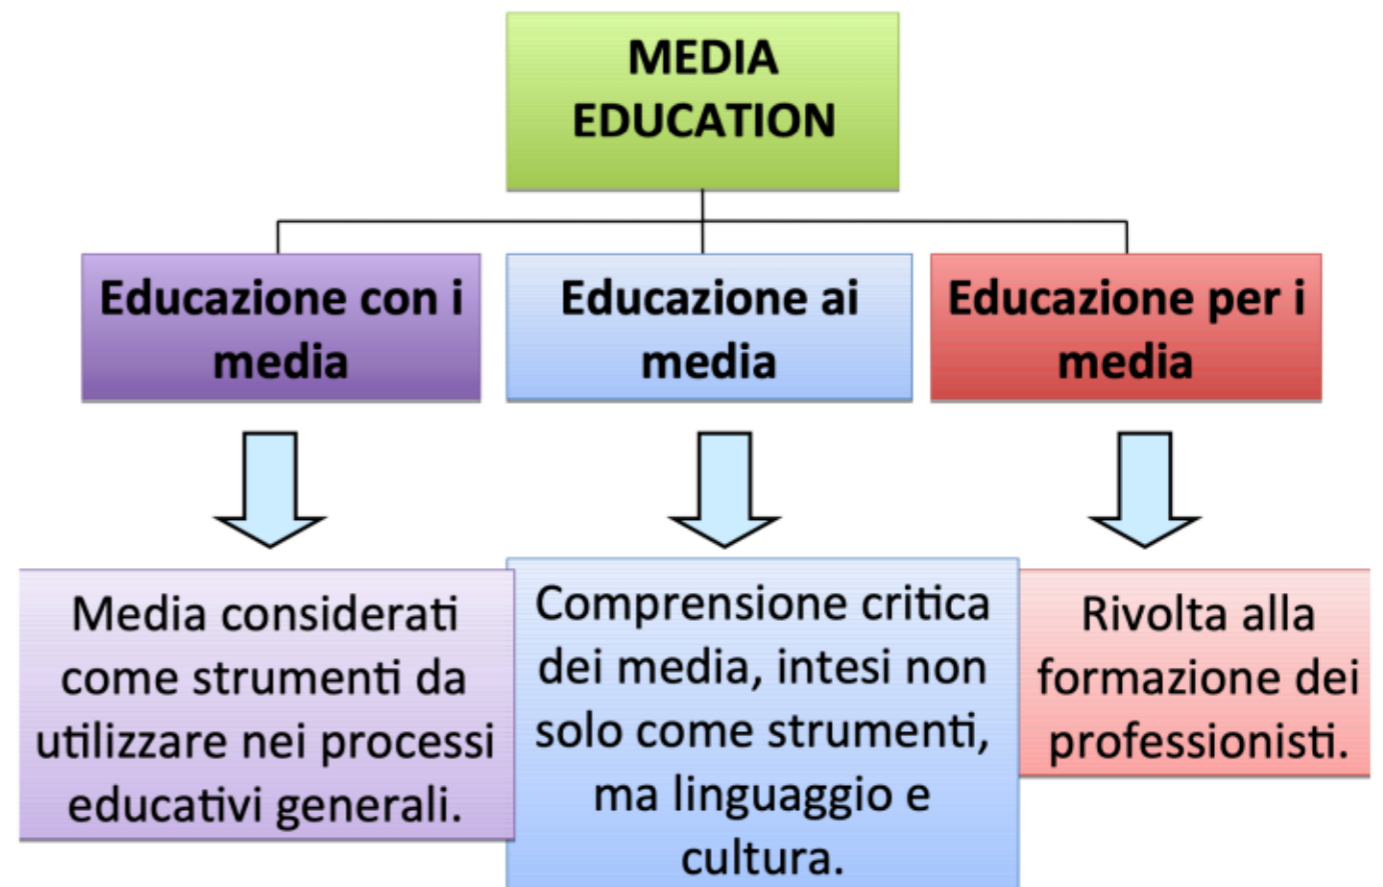 MEDIA
EDUCATION
Educazione con i
media
Educazione ai
media
Educazione per i
media
Media considerati
come strumenti da
utilizzare nei processi
educativi generali.
Comprensione critica
dei media, intesi non
solo come strumenti,
ma linguaggio e
cultura.
Rivolta alla
formazione dei
professionisti.